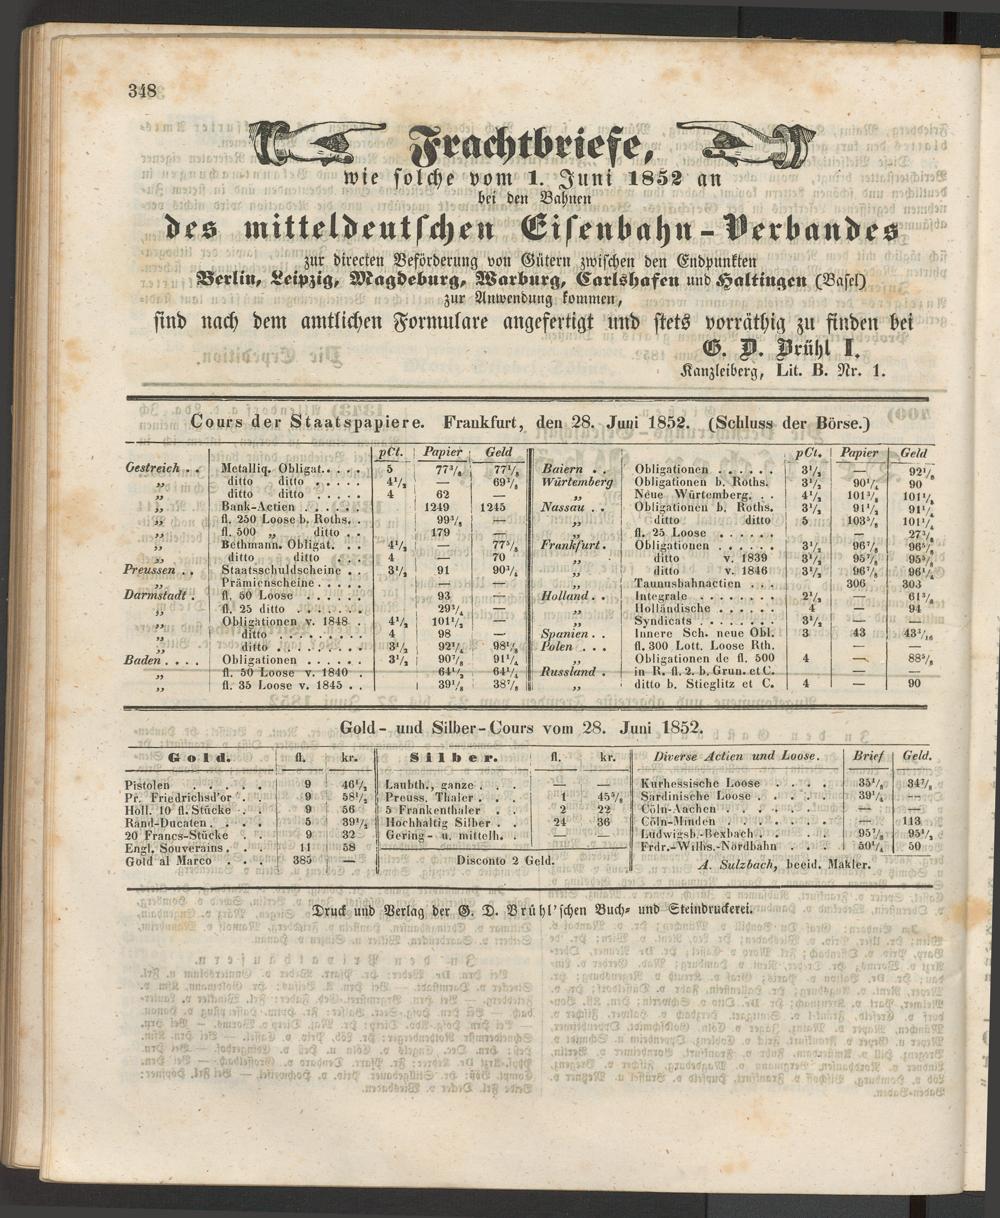 348
Frachtbriefe,
wie solche vom 1. Juni 1852 an
bei den Bahnen
des mitteldeutschen Eisenbahn-Verbandes
zur directen Beförderung von Gütern zwischen den Endpunkten
Berlin, Leipzig, Magdeburg, Warburg, Carlshafen und Haltingen (Basel)
zur Anwendung kommen,
sind nach dem amtlichen Formulare angefertigt und stets vorräthig zu finden bei
G. D. Brühl I.
Kanzleiberg, Lit. B. Nr. 1.
Cours der Staatspapiere. Frankfurt, den 28. Juni 1852. (Schluss der Börse.)
pCt. Papier Geld
Oestreich . . Metalliq. Obligat. . . . . 5 77³/₈ 77¹/₈
„ ditto ditto . . . . . 4¹/₂ — 69³/₈
„ ditto ditto . . . . . 4 62 —
„ Bank-Actien . . . . . . 1249 1245
„ fl. 250 Loose b. Roths. . 99³/₈ —
„ fl. 500 „ ditto . . 179 —
„ Bethmann. Obligat. . . 4¹/₂ — 77⁵/₈
„ ditto ditto . . 4 — 70
Preussen . . Staatsschuldscheine . . 3¹/₂ 91 90³/₄
„ Prämienscheine . . . . — —
Darmstadt . fl. 50 Loose . . . . . . 93 —
„ fl. 25 ditto . . . . . . 29³/₄ —
„ Obligationen v. 1848 . 4¹/₂ 101¹/₂ —
„ ditto . . . . . . . . 4 98 —
„ ditto . . . . . . . . 3¹/₂ 92¹/₄ 98¹/₈
Baden . . . . Obligationen . . . . . . 3¹/₂ 90⁷/₈ 91¹/₄
„ fl. 50 Loose v. 1840 . 64¹/₂ 64¹/₄
„ fl. 35 Loose v. 1845 . . 39¹/₈ 38⁷/₈
pCt. Papier Geld
Baiern . . Obligationen . . . . . . 3¹/₂ — 92¹/₈
Würtemberg Obligationen b. Roths. 3¹/₂ 90¹/₄ 90
„ Neue Würtemberg. . . 4¹/₂ 101³/₈ 101¹/₈
Nassau . . Obligationen b. Roths. 3¹/₂ 91¹/₂ 91¹/₄
„ ditto ditto 5 103⁵/₈ 101¹/₄
„ fl. 25 Loose . . . . . . — 27³/₈
Frankfurt. Obligationen . . . . . . 3¹/₂ 96⁷/₈ 96⁵/₈
„ ditto v. 1839 3¹/₂ 95⁷/₈ 95⁵/₈
„ ditto v. 1846 3¹/₂ 96⁷/₈ 96¹/₄
„ Taunusbahnactien . . . 306 303
Holland . . Integrale . . . . . . . . 2¹/₂ — 61³/₈
„ Holländische . . . . . . 4 — 94
„ Syndicats . . . . . . . 3¹/₂ — —
Spanien . . Innere Sch. neue Obl. 3 43 43¹/₁₆
Polen . . . fl. 300 Lott. Loose Rth. — —
„ Obligationen de fl. 500 4 — 88⁵/₈
Russland . in R. fl. 2. b. Grun. et C. — —
„ ditto b. Stieglitz et C. 4 — 90
Gold- und Silber-Cours vom 28. Juni 1852.
Gold. fl. kr.
Pistolen . . . . . 9 46¹/₂
Pr. Friedrichsd'or . . 9 58¹/₂
Holl. 10 fl. Stücke . . 9 56
Rand-Ducaten . . . . 5 39¹/₂
20 Francs-Stücke . . 9 32
Engl. Souverains . . . 11 58
Gold al Marco . . . 385 —
Silber. fl. kr.
Laubth., ganze . . . — —
Preuss. Thaler . . . 1 45³/₈
5 Frankenthaler . . 2 22
Hochhaltig Silber . . 24 36
Gering- u. mittelh. . — —
Disconto 2 Geld.
Diverse Actien und Loose. Brief Geld.
Kurhessische Loose . . . . 35¹/₈ 34⁷/₈
Sardinische Loose . . . . . 39¹/₄ —
Cöln-Aachen . . . . . . . — —
Cöln-Minden . . . . . . . — 113
Ludwigsh.-Bexbach . . . . 95⁷/₈ 95¹/₂
Frdr.-Wilhs.-Nordbahn . . . 50¹/₄ 50
A. Sulzbach, beeid. Makler.
Druck und Verlag der G. D. Brühl'schen Buch- und Steindruckerei.